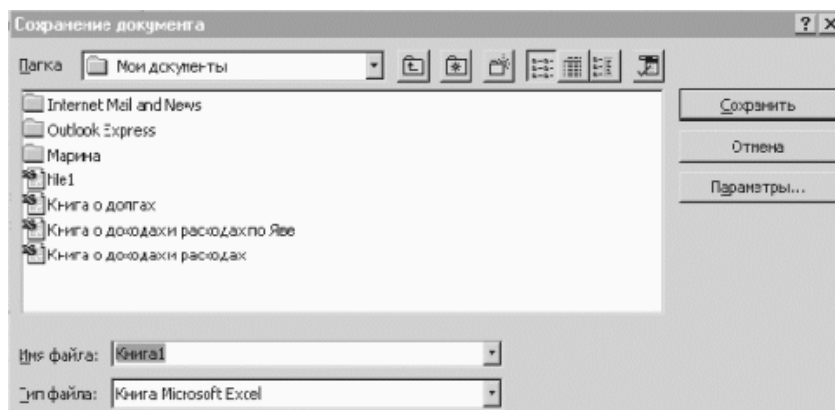 Сохранение документа
Папка Мои документы
Internet Mail and News
Outlook Express
Марина
file1
Книга о долгах
Книга о доходах и расходах по Яве
Книга о доходах и расходах
Сохранить
Отмена
Параметры...
Имя файла: Книга1
Тип файла: Книга Microsoft Excel